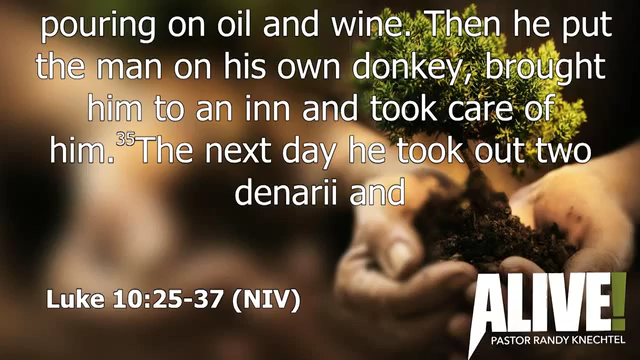 pouring on oil and wine. Then he put
the man on his own donkey, brought
him to an inn and took care of
him.³⁵The next day he took out two
denarii and
Luke 10:25-37 (NIV)
ALIVE!
PASTOR RANDY KNECHTEL